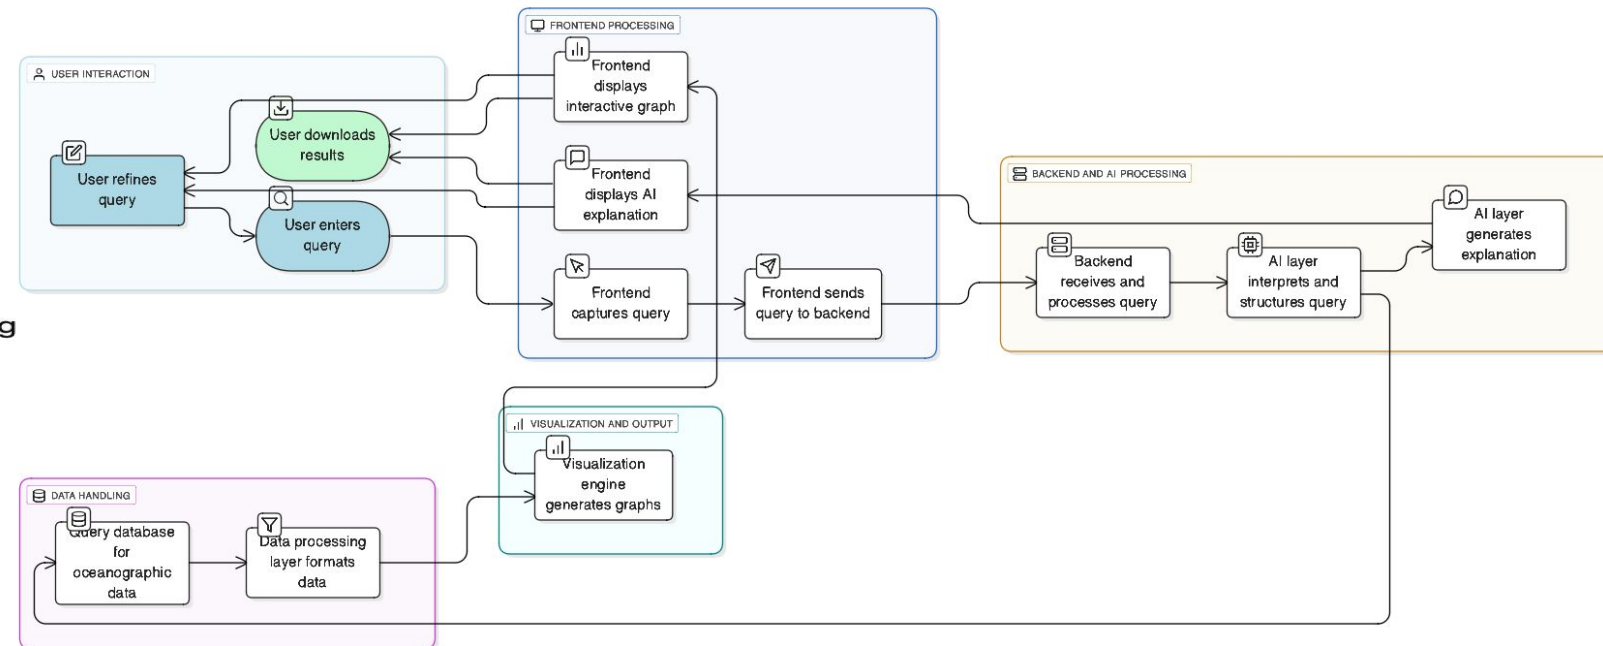 FRONTEND PROCESSING
Frontend
displays
interactive graph
Frontend
displays AI
explanation
Frontend
captures query
Frontend sends
query to backend
USER INTERACTION
User downloads
results
User refines
query
User enters
query
BACKEND AND AI PROCESSING
AI layer
generates
explanation
Backend
receives and
processes query
AI layer
interprets and
structures query
g
VISUALIZATION AND OUTPUT
Visualization
engine
generates graphs
DATA HANDLING
Query database
for
oceanographic
data
Data processing
layer formats
data